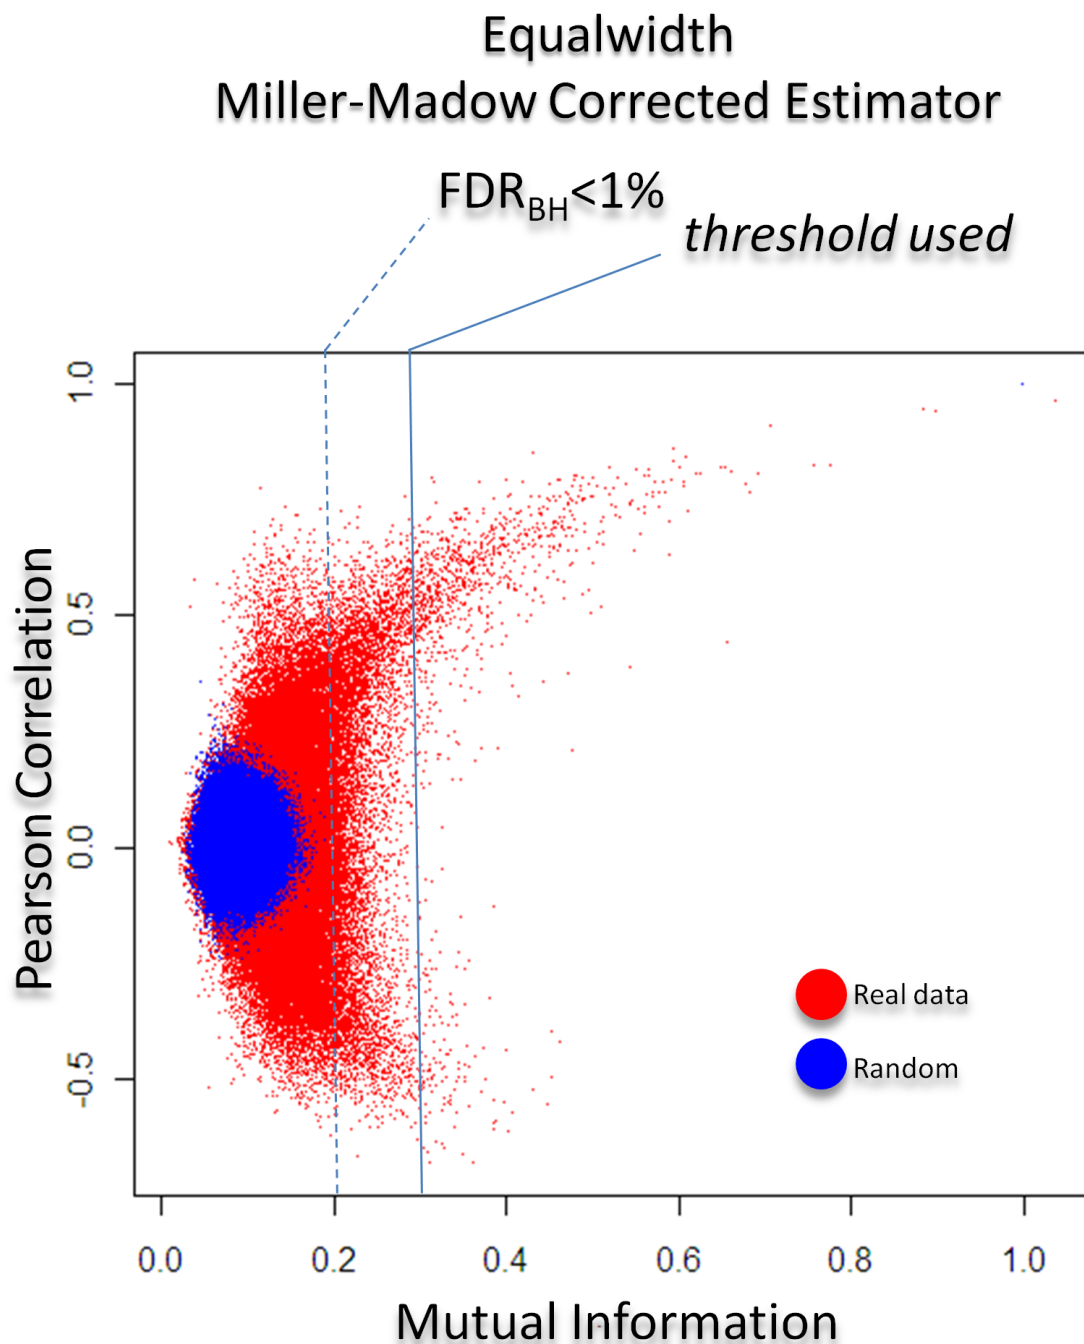 Equalwidth
Miller-Madow Corrected Estimator
FDRBH<1%
threshold used
Pearson Correlation
1.0
0.5
0.0
-0.5
Real data
Random
0.0 0.2 0.4 0.6 0.8 1.0
Mutual Information